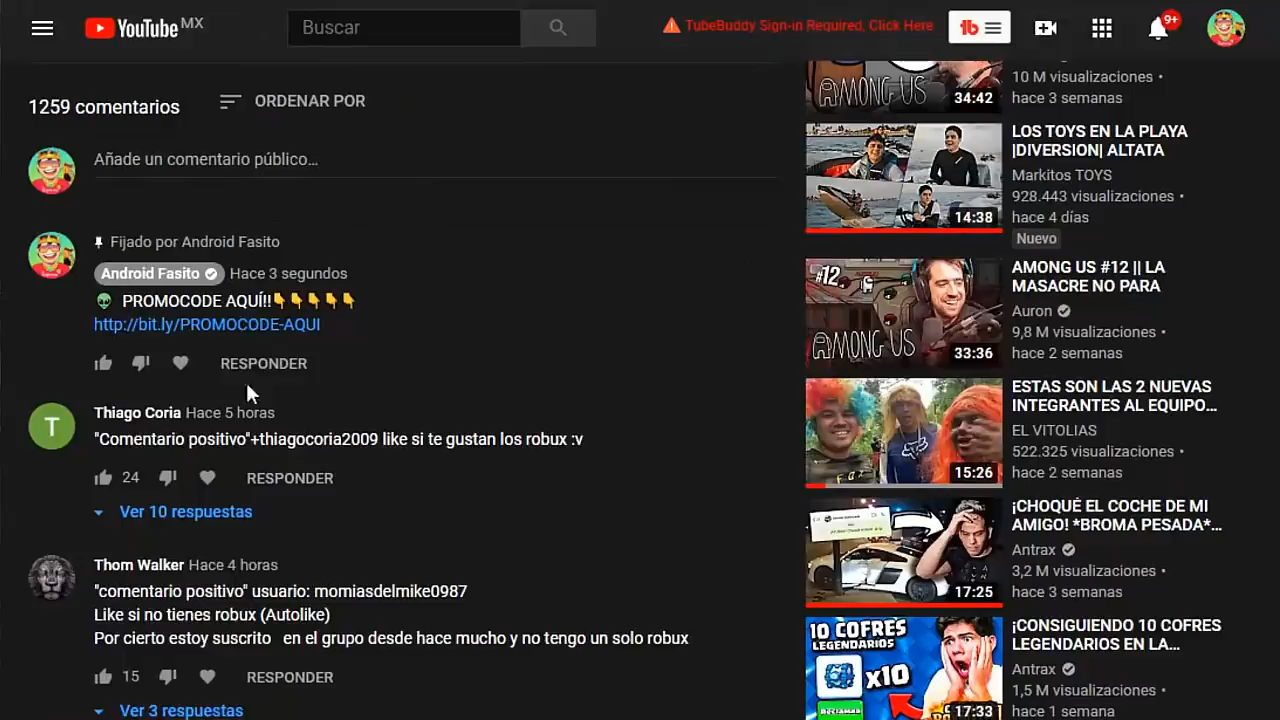 YouTube MX
Buscar
TubeBuddy Sign-in Required, Click Here
tb
9+
1259 comentarios
ORDENAR POR
Añade un comentario público...
Fijado por Android Fasito
Android Fasito
Hace 3 segundos
👽 PROMOCODE AQUÍ!!👇👇👇👇👇
http://bit.ly/PROMOCODE-AQUI
RESPONDER
T
Thiago Coria Hace 5 horas
"Comentario positivo"+thiagocoria2009 like si te gustan los robux :v
24
RESPONDER
Ver 10 respuestas
Thom Walker Hace 4 horas
"comentario positivo" usuario: momiasdelmike0987
Like si no tienes robux (Autolike)
Por cierto estoy suscrito en el grupo desde hace mucho y no tengo un solo robux
15
RESPONDER
Ver 3 respuestas
AMONG US
34:42
10 M visualizaciones •
hace 3 semanas
14:38
LOS TOYS EN LA PLAYA
|DIVERSION| ALTATA
Markitos TOYS
928.443 visualizaciones •
hace 4 días
Nuevo
#12
AMONG US
33:36
AMONG US #12 || LA
MASACRE NO PARA
Auron
9,8 M visualizaciones •
hace 2 semanas
15:26
ESTAS SON LAS 2 NUEVAS
INTEGRANTES AL EQUIPO...
EL VITOLIAS
522.325 visualizaciones •
hace 2 semanas
17:25
¡CHOQUÉ EL COCHE DE MI
AMIGO! *BROMA PESADA*...
Antrax
3,2 M visualizaciones •
hace 3 semanas
10 COFRES
LEGENDARIOS
x10
17:33
¡CONSIGUIENDO 10 COFRES
LEGENDARIOS EN LA...
Antrax
1,5 M visualizaciones •
hace 1 semana